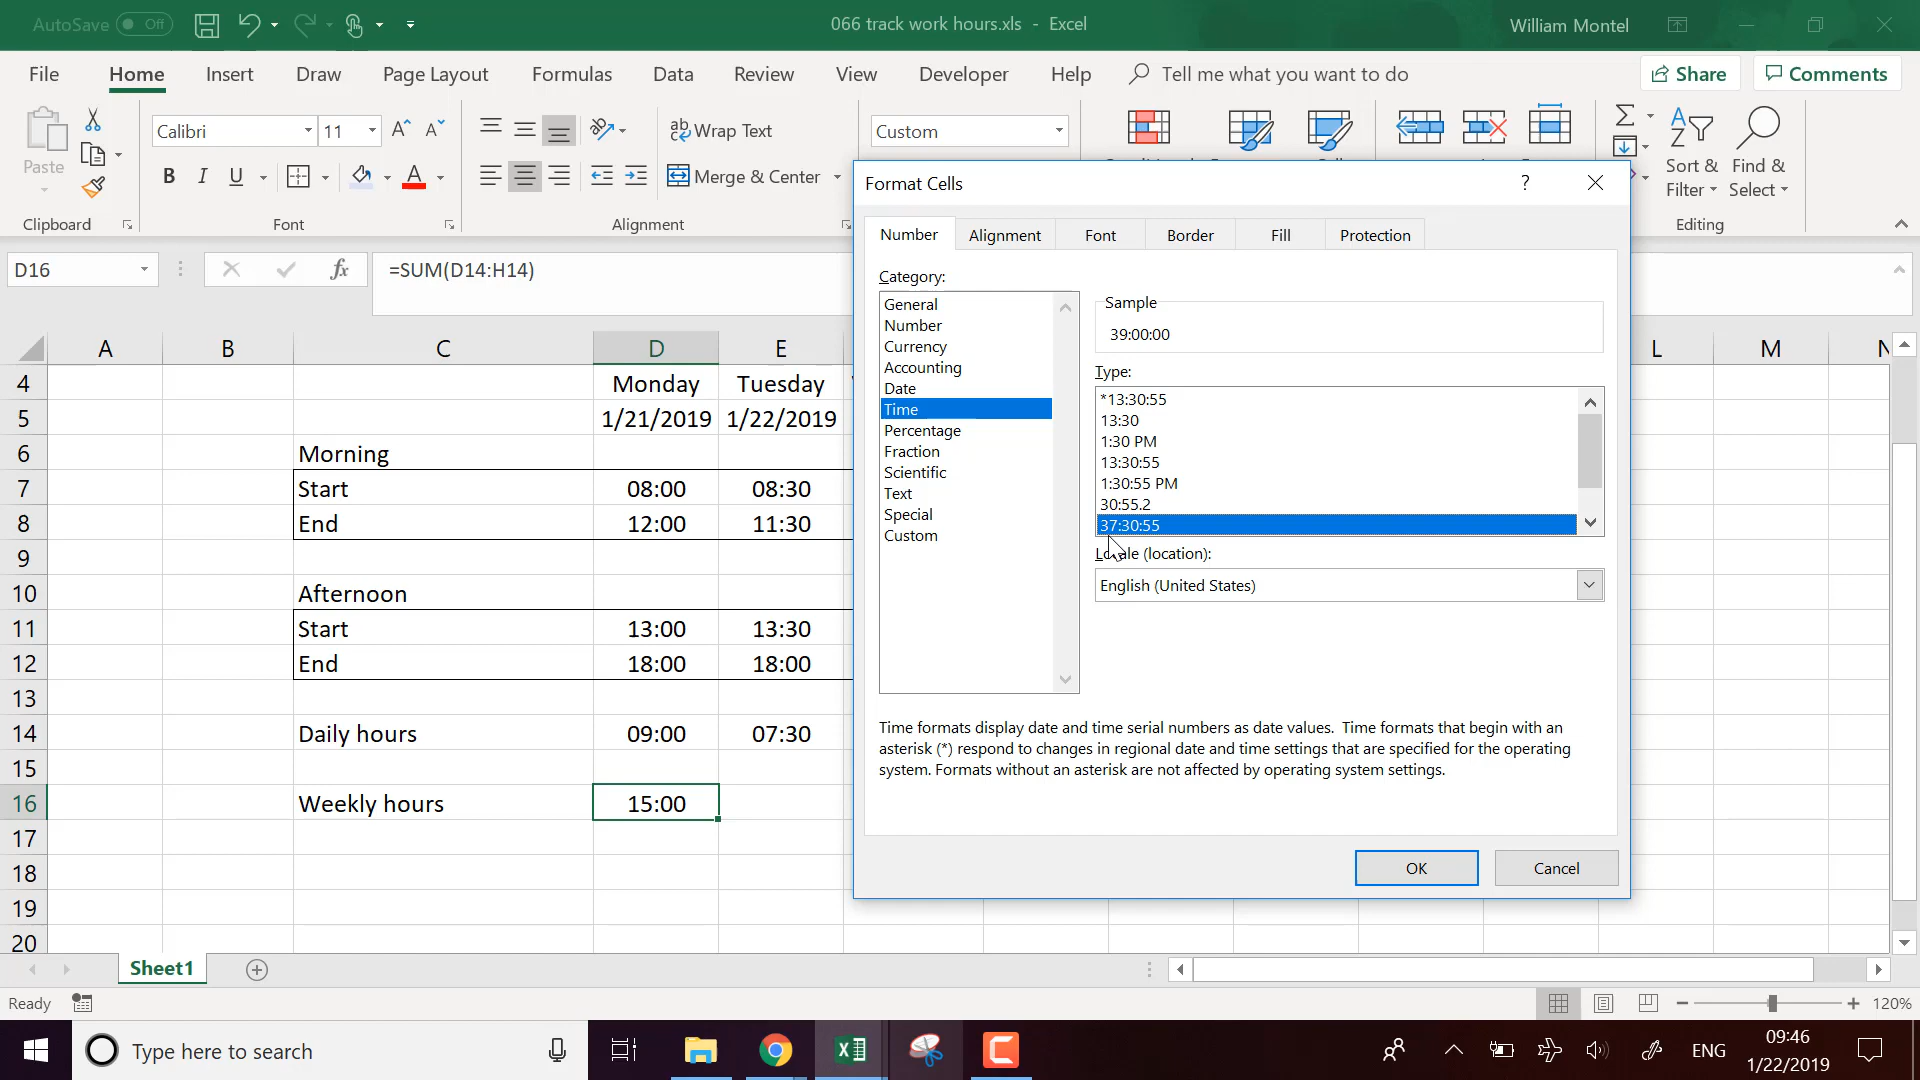 AutoSave Off
066 track work hours.xls - Excel
William Montel
File Home Insert Draw Page Layout Formulas Data Review View Developer Help Tell me what you want to do Share Comments
Paste
Calibri 11
B I U A
Wrap Text
Merge & Center
Custom
Sort & Filter
Find & Select
Clipboard Font Alignment Editing
D16 fx =SUM(D14:H14)
A B C D E L M N
4 Monday Tuesday
5 1/21/2019 1/22/2019
6 Morning
7 Start 08:00 08:30
8 End 12:00 11:30
9
10 Afternoon
11 Start 13:00 13:30
12 End 18:00 18:00
13
14 Daily hours 09:00 07:30
15
16 Weekly hours 15:00
17
18
19
20
Format Cells ?
Number Alignment Font Border Fill Protection
Category:
General
Number
Currency
Accounting
Date
Time
Percentage
Fraction
Scientific
Text
Special
Custom
Sample
39:00:00
Type:
*13:30:55
13:30
1:30 PM
13:30:55
1:30:55 PM
30:55.2
37:30:55
Locale (location):
English (United States)
Time formats display date and time serial numbers as date values. Time formats that begin with an
asterisk (*) respond to changes in regional date and time settings that are specified for the operating
system. Formats without an asterisk are not affected by operating system settings.
OK Cancel
Sheet1
Ready
120%
Type here to search
ENG
09:46
1/22/2019